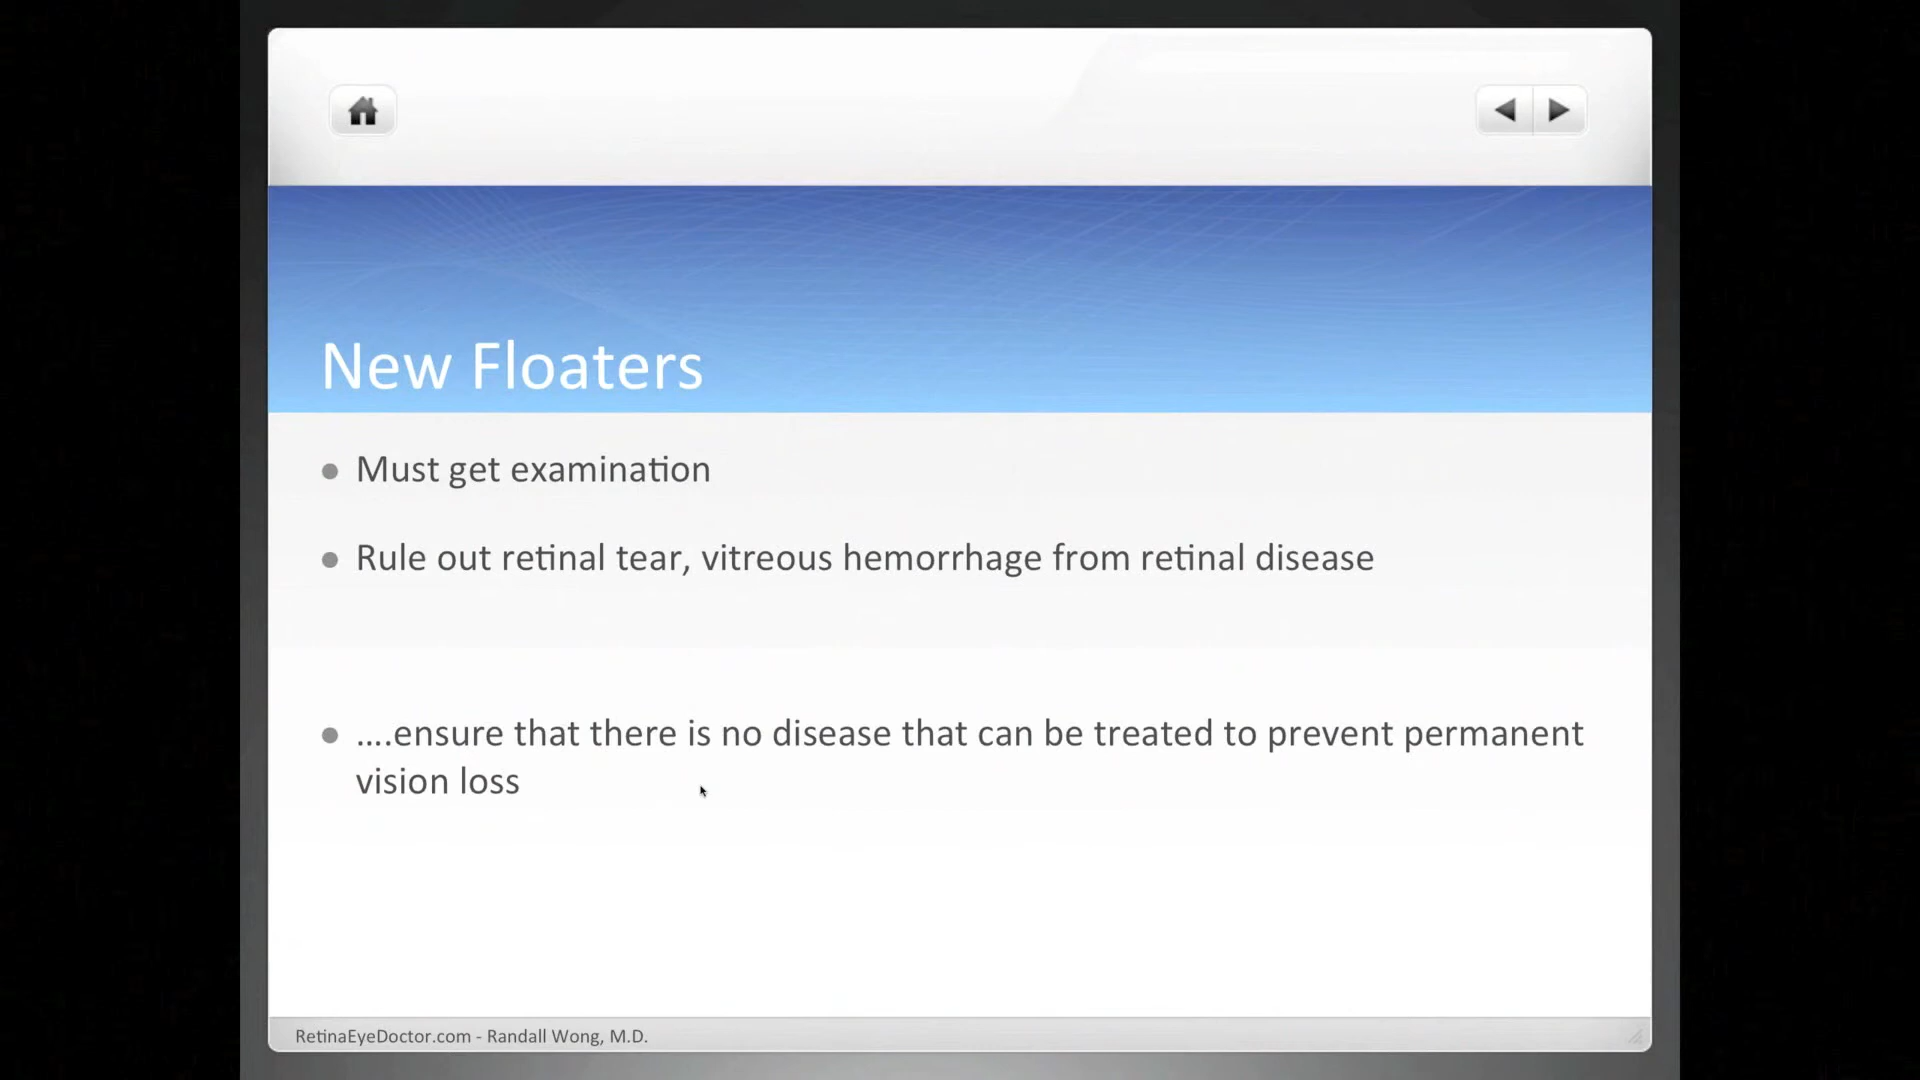 New Floaters
Must get examination
Rule out retinal tear, vitreous hemorrhage from retinal disease
....ensure that there is no disease that can be treated to prevent permanent
vision loss
RetinaEyeDoctor.com - Randall Wong, M.D.